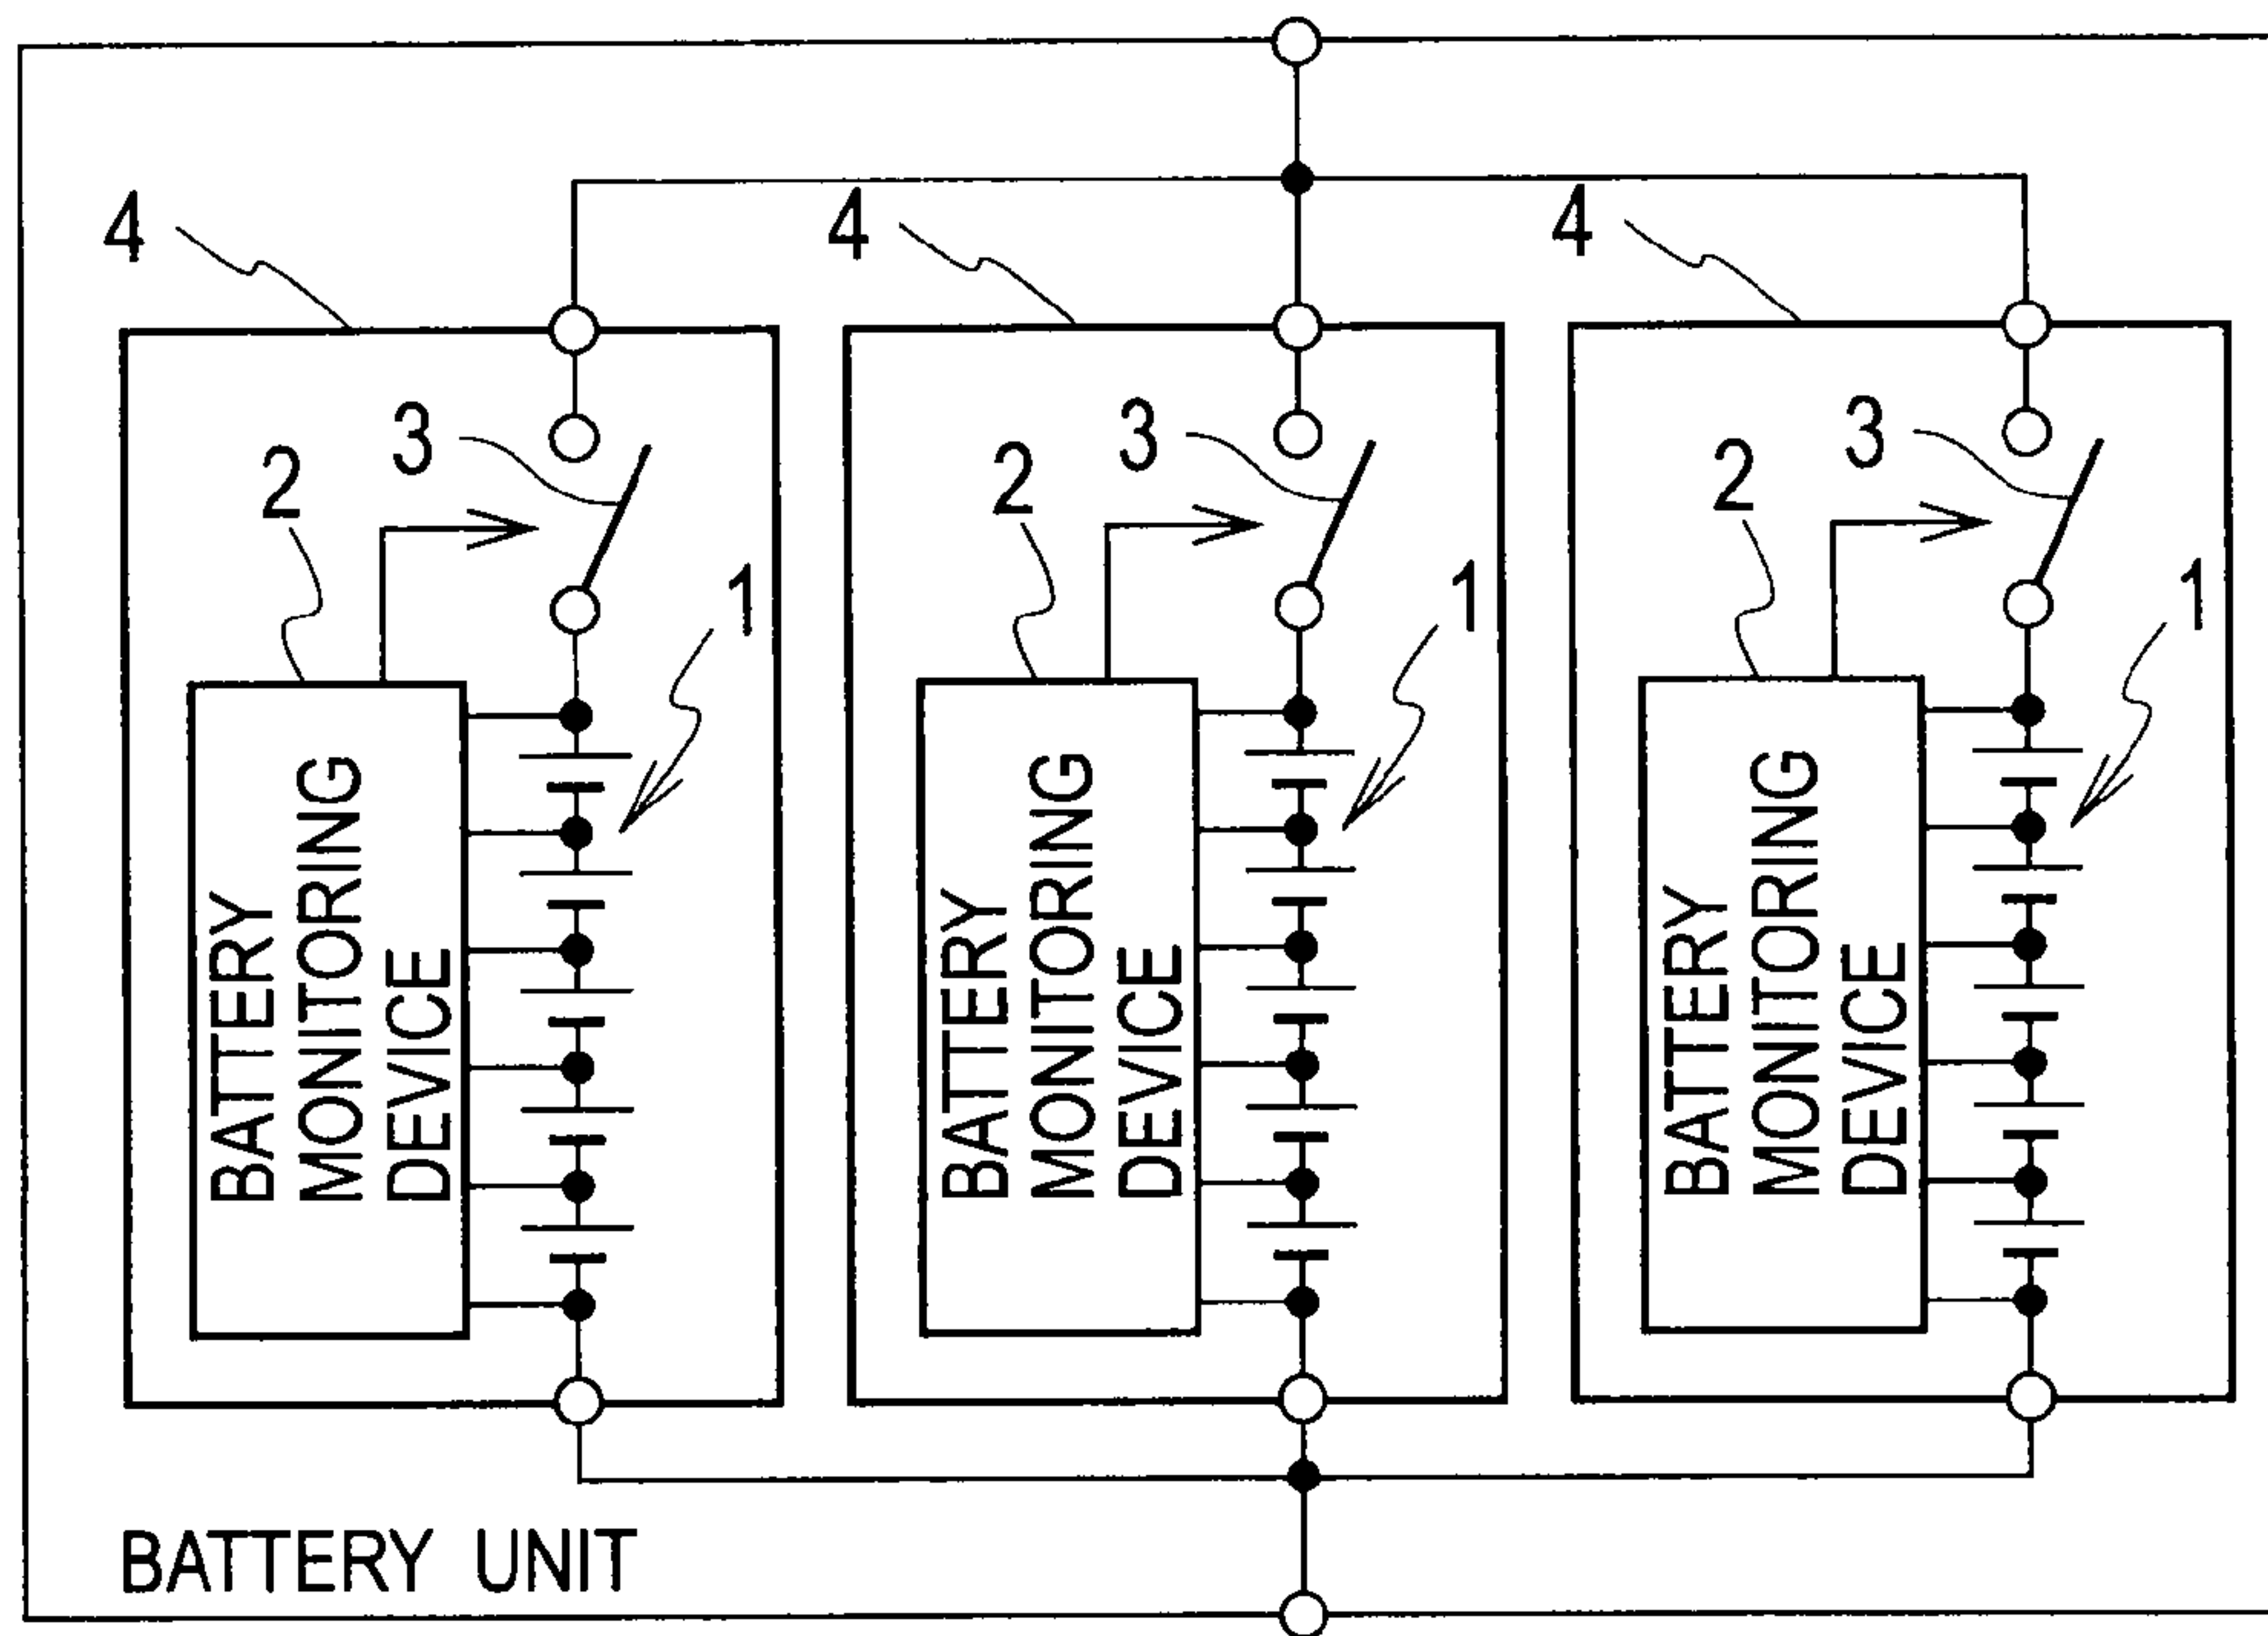 4
4
4
3
3
3
2
2
2
1
1
1
BATTERY
MONITORING
DEVICE
BATTERY
MONITORING
DEVICE
BATTERY
MONITORING
DEVICE
BATTERY UNIT